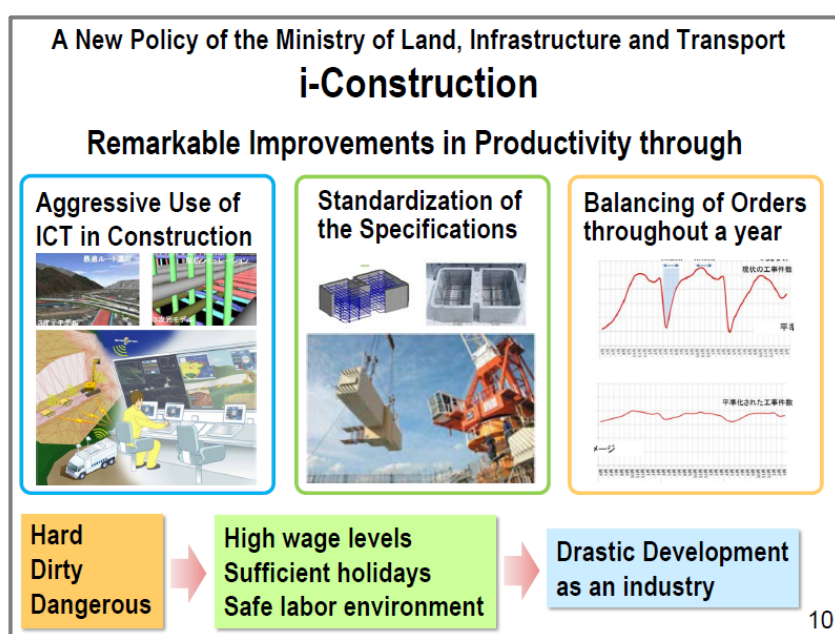 A New Policy of the Ministry of Land, Infrastructure and Transport
i-Construction
Remarkable Improvements in Productivity through
Aggressive Use of
ICT in Construction
Standardization of
the Specifications
Balancing of Orders
throughout a year
現状の工事件数
平準化された工事件数
メージ
Hard
Dirty
Dangerous
High wage levels
Sufficient holidays
Safe labor environment
Drastic Development
as an industry
10